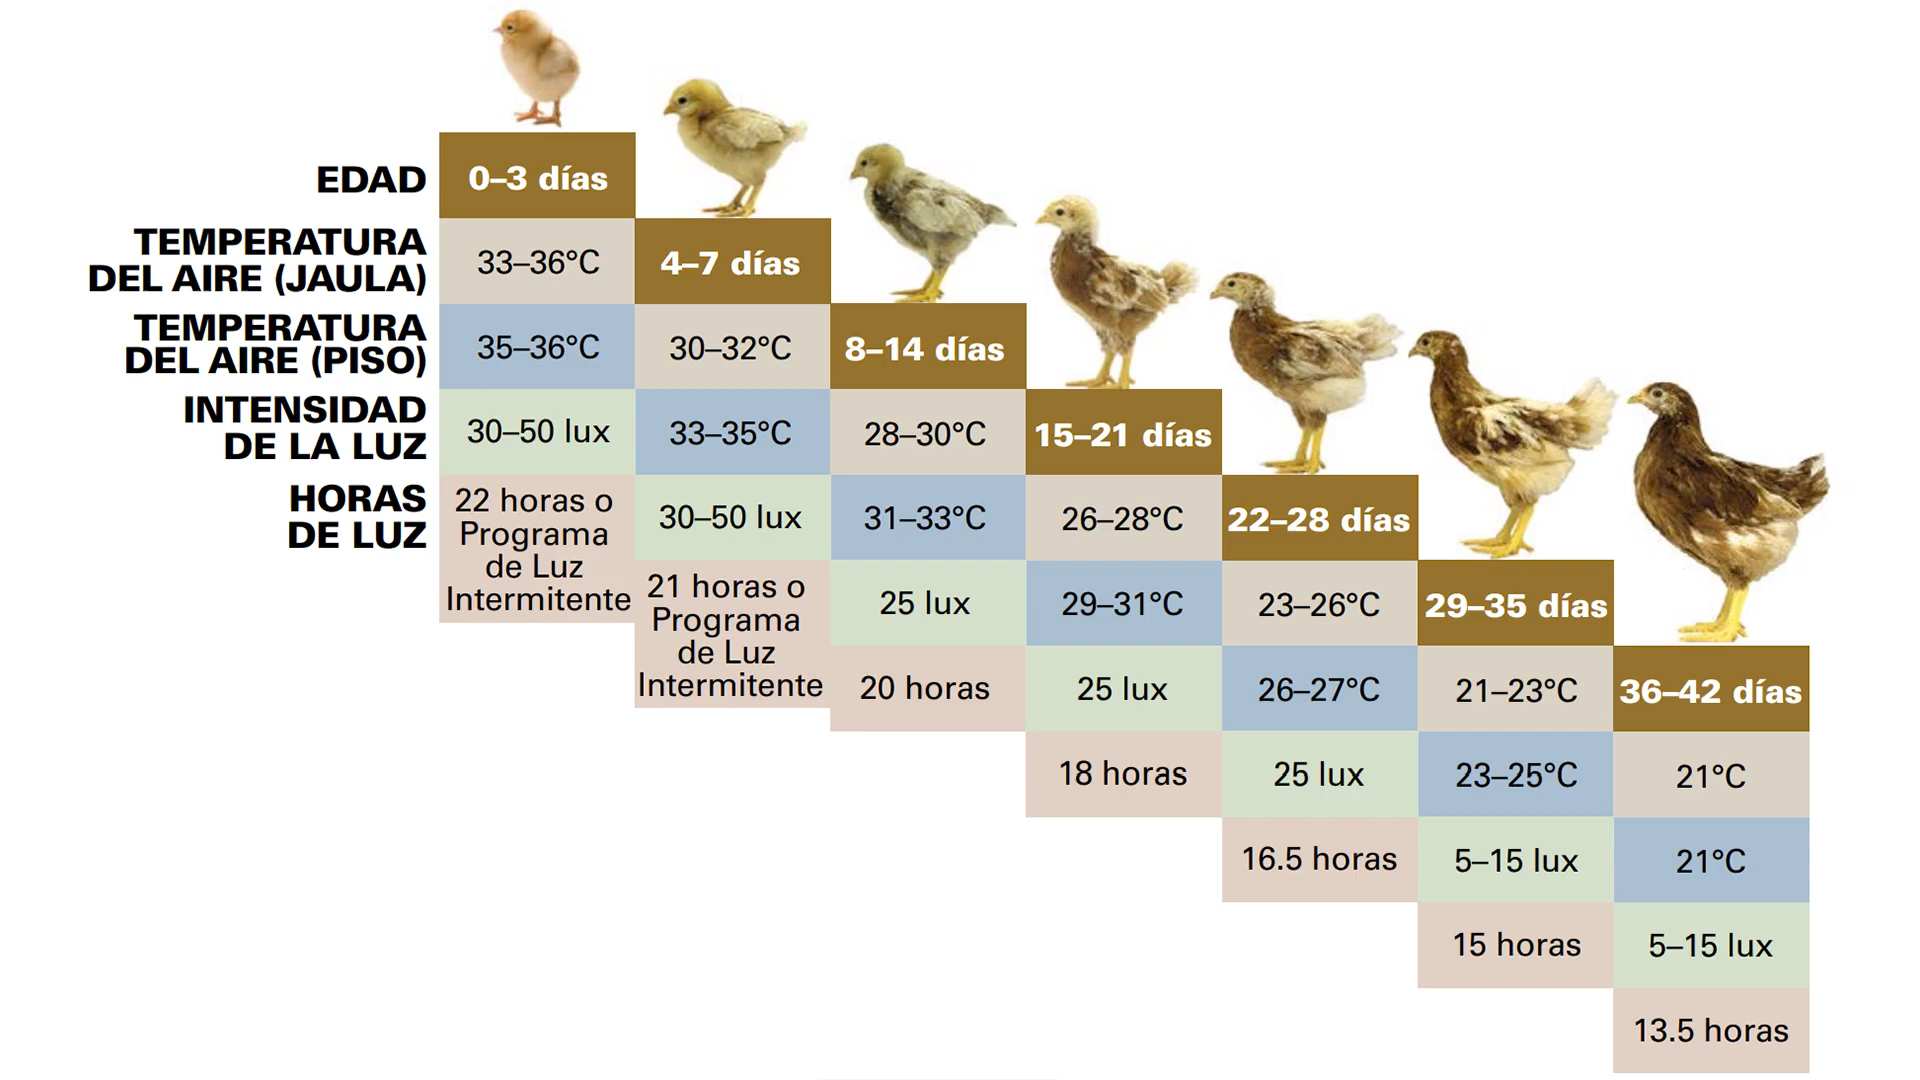 EDAD
0–3 días
TEMPERATURA
DEL AIRE (JAULA)
33–36°C
4–7 días
TEMPERATURA
DEL AIRE (PISO)
35–36°C
30–32°C
8–14 días
INTENSIDAD
DE LA LUZ
30–50 lux
33–35°C
28–30°C
15–21 días
HORAS
DE LUZ
22 horas o
Programa
de Luz
Intermitente
30–50 lux
31–33°C
26–28°C
22–28 días
21 horas o
Programa
de Luz
Intermitente
25 lux
29–31°C
23–26°C
29–35 días
20 horas
25 lux
26–27°C
21–23°C
36–42 días
18 horas
25 lux
23–25°C
21°C
16.5 horas
5–15 lux
21°C
15 horas
5–15 lux
13.5 horas